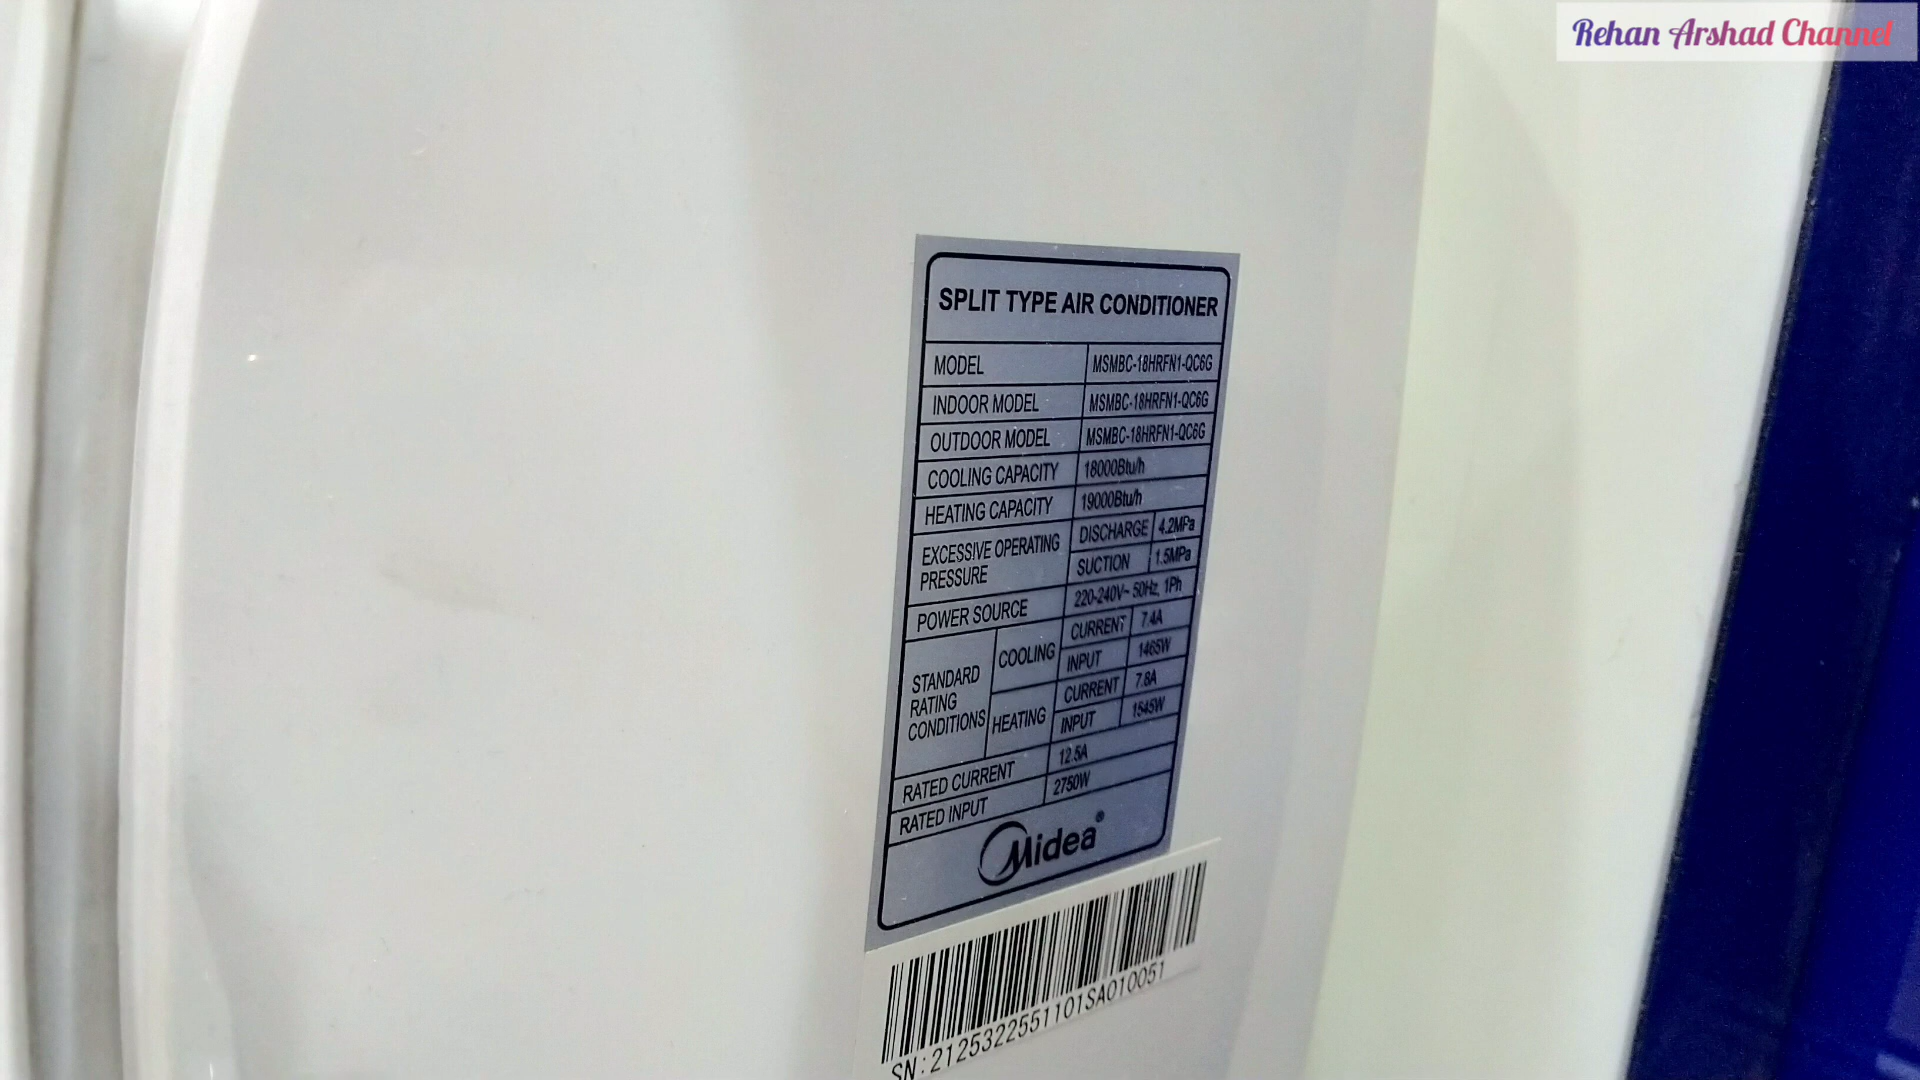 Rehan Arshad Channel
SPLIT TYPE AIR CONDITIONER
MODEL MSMBC-18HRFN1-QC6G
INDOOR MODEL MSMBC-18HRFN1-QC6G
OUTDOOR MODEL MSMBC-18HRFN1-QC6G
COOLING CAPACITY 18000Btu/h
HEATING CAPACITY 19000Btu/h
EXCESSIVE OPERATING PRESSURE DISCHARGE 4.2MPa
SUCTION 1.5MPa
POWER SOURCE 220-240V~ 50Hz, 1Ph
STANDARD RATING CONDITIONS COOLING CURRENT 7.4A
INPUT 1465W
HEATING CURRENT 7.8A
INPUT 1545W
RATED CURRENT 12.5A
RATED INPUT 2750W
Midea®
SN: 2125322551101SA010051